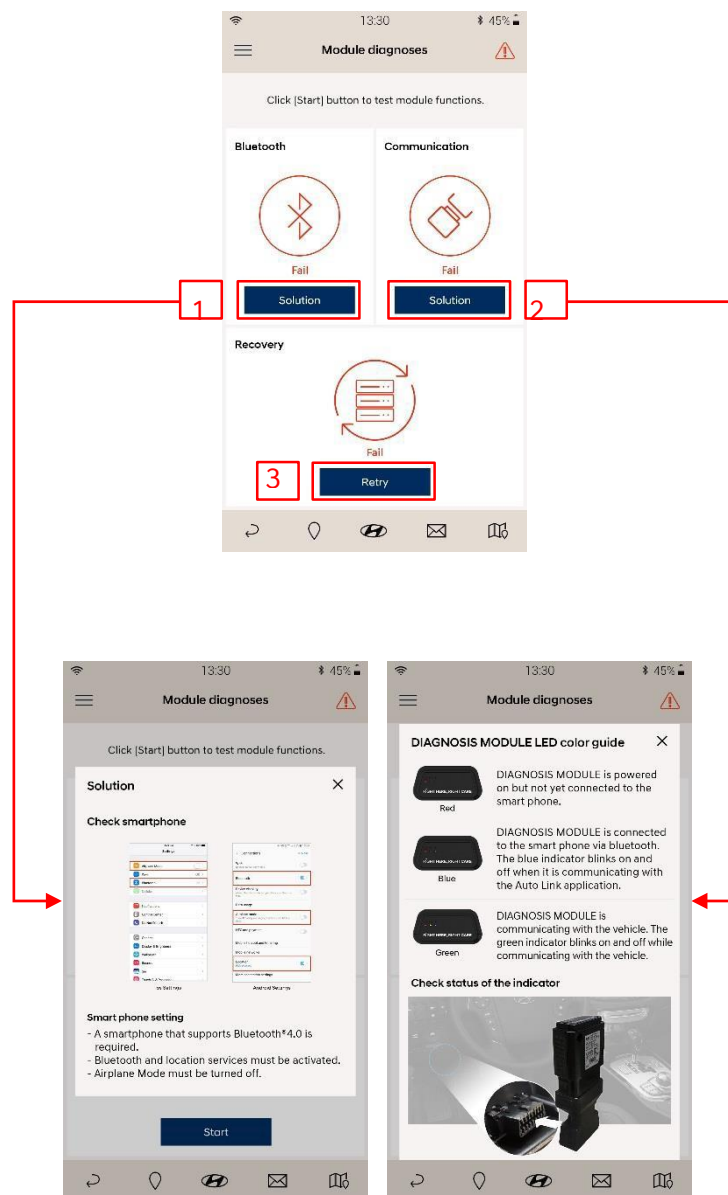 13:30
45%
Module diagnoses
Click [Start] button to test module functions.
Bluetooth
Communication
Fail
Fail
1
Solution
Solution
2
Recovery
Fail
3
Retry
13:30
45%
Module diagnoses
Click [Start] button to test module functions.
Solution
Check smartphone
Smart phone setting
- A smartphone that supports Bluetooth®4.0 is
required.
- Bluetooth and location services must be activated.
- Airplane Mode must be turned off.
Start
13:30
45%
Module diagnoses
DIAGNOSIS MODULE LED color guide
DIAGNOSIS MODULE is powered
on but not yet connected to the
smart phone.
Red
DIAGNOSIS MODULE is connected
to the smart phone via bluetooth.
The blue indicator blinks on and
off when it is communicating with
the Auto Link application.
Blue
DIAGNOSIS MODULE is
communicating with the vehicle. The
green indicator blinks on and off while
communicating with the vehicle.
Green
Check status of the indicator